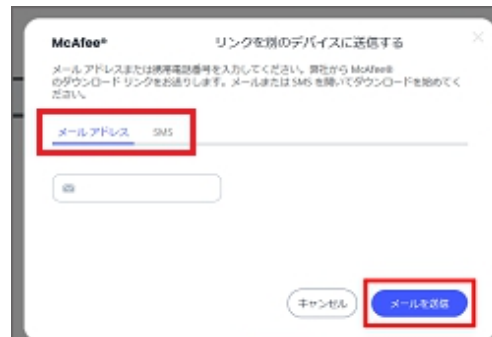 McAfee® リンクを別のデバイスに送信する
メール アドレスまたは携帯電話番号を入力してください。弊社から McAfee®
のダウンロード リンクをお送りします。メールまたは SMS を開いてダウンロードを始めてく
ださい。
メール アドレス SMS
キャンセル メールを送信